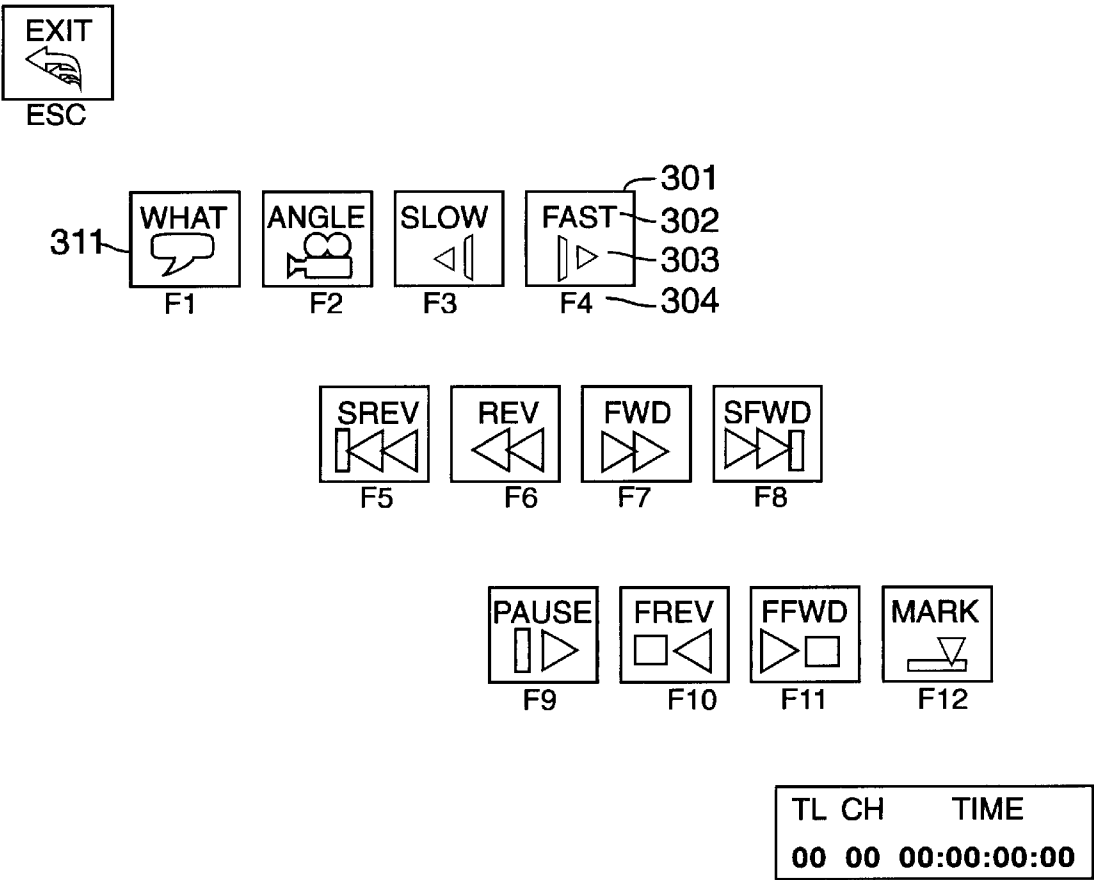 EXIT
ESC
301
WHAT ANGLE SLOW FAST 302
311
303
F1 F2 F3 F4 304
SREV REV FWD SFWD
F5 F6 F7 F8
PAUSE FREV FFWD MARK
F9 F10 F11 F12
TL CH TIME
00 00 00:00:00:00